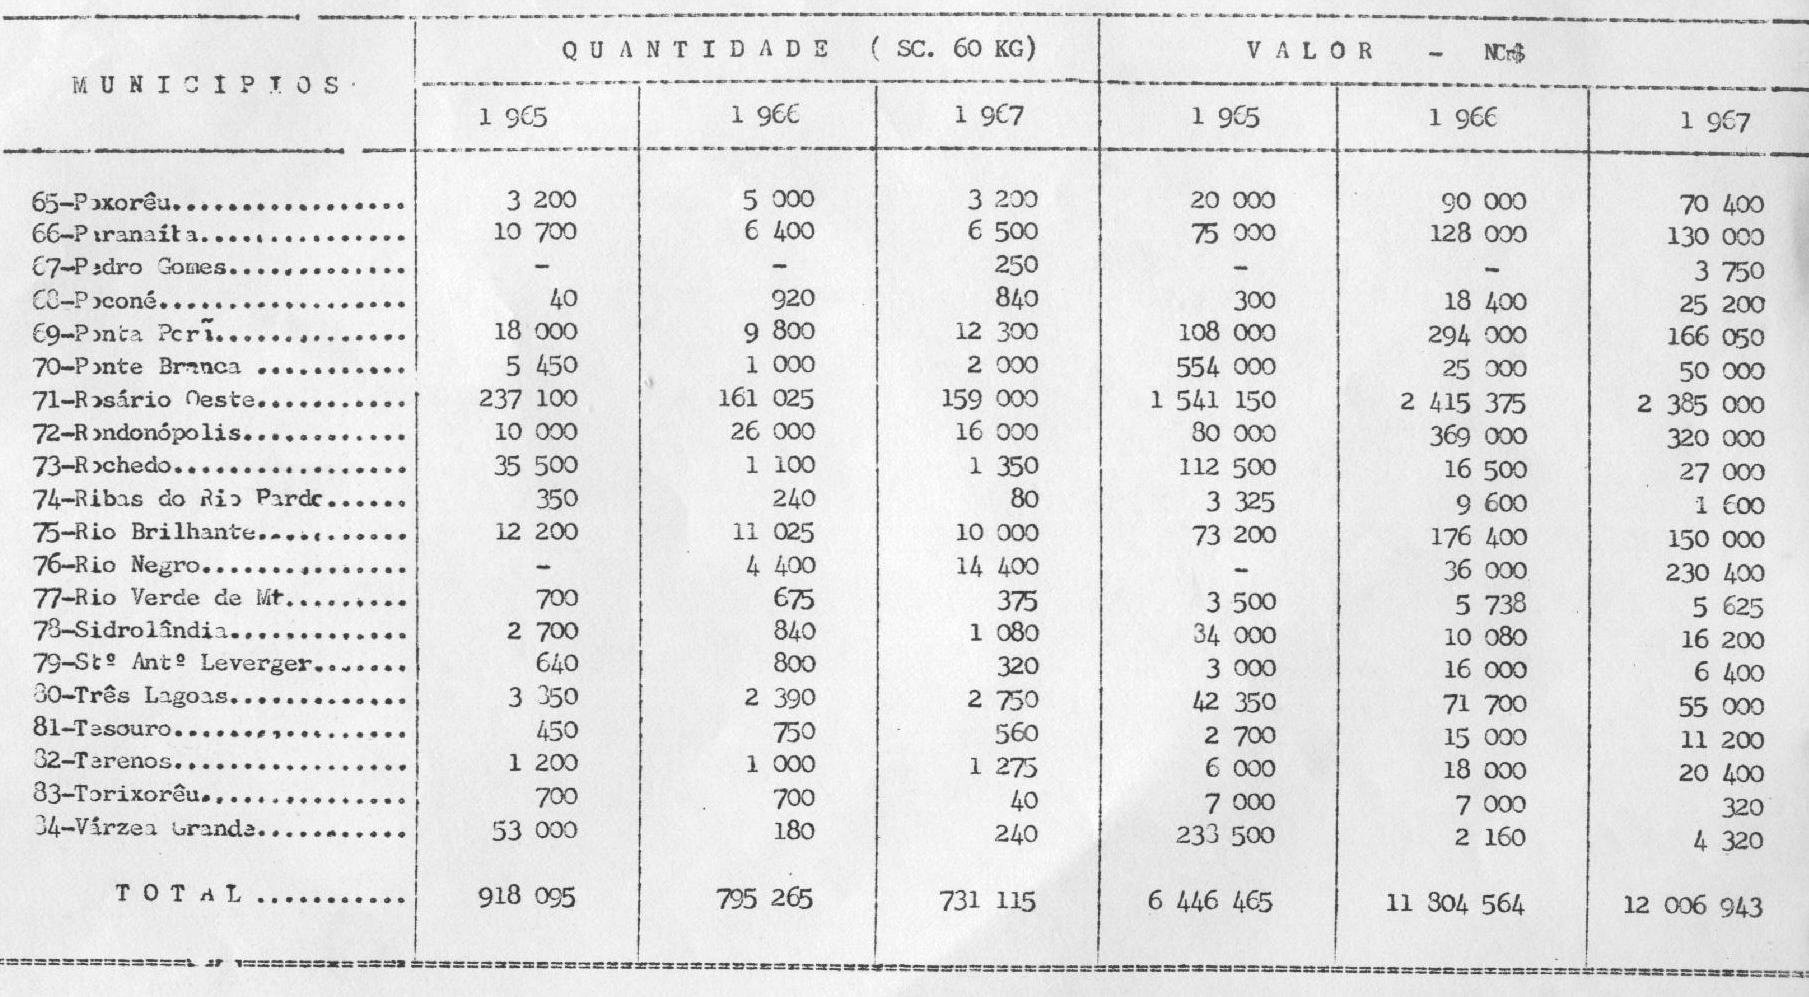 MUNICÍPIOS QUANTIDADE (SC. 60 KG) VALOR - NCr$
1 965 1 966 1 967 1 965 1 966 1 967
65-Poxorêu.................. 3 200 5 000 3 200 20 000 90 000 70 400
66-Paranaíba................ 10 700 6 400 6 500 75 000 128 000 130 000
67-Pedro Gomes.............. - - 250 - - 3 750
68-Poconé................... 40 920 840 300 18 400 25 200
69-Ponta Porã............... 18 000 9 800 12 300 108 000 294 000 166 050
70-Ponte Branca ............ 5 450 1 000 2 000 554 000 25 000 50 000
71-Rosário Oeste............ 237 100 161 025 159 000 1 541 150 2 415 375 2 385 000
72-Rondonópolis............. 10 000 26 000 16 000 80 000 369 000 320 000
73-Rochedo.................. 35 500 1 100 1 350 112 500 16 500 27 000
74-Ribas do Rio Pardo....... 350 240 80 3 325 9 600 1 600
75-Rio Brilhante............ 12 200 11 025 10 000 73 200 176 400 150 000
76-Rio Negro................ - 4 400 14 400 - 36 000 230 400
77-Rio Verde de Mt.......... 700 675 375 3 500 5 738 5 625
78-Sidrolândia.............. 2 700 840 1 080 34 000 10 080 16 200
79-Stº Antº Leverger........ 640 800 320 3 000 16 000 6 400
80-Três Lagoas.............. 3 350 2 390 2 750 42 350 71 700 55 000
81-Tesouro.................. 450 750 560 2 700 15 000 11 200
82-Terenos.................. 1 200 1 000 1 275 6 000 18 000 20 400
83-Torixorêu................ 700 700 40 7 000 7 000 320
84-Várzea Grande............ 53 000 180 240 233 500 2 160 4 320
TOTAL ........... 918 095 795 265 731 115 6 446 465 11 804 564 12 006 943